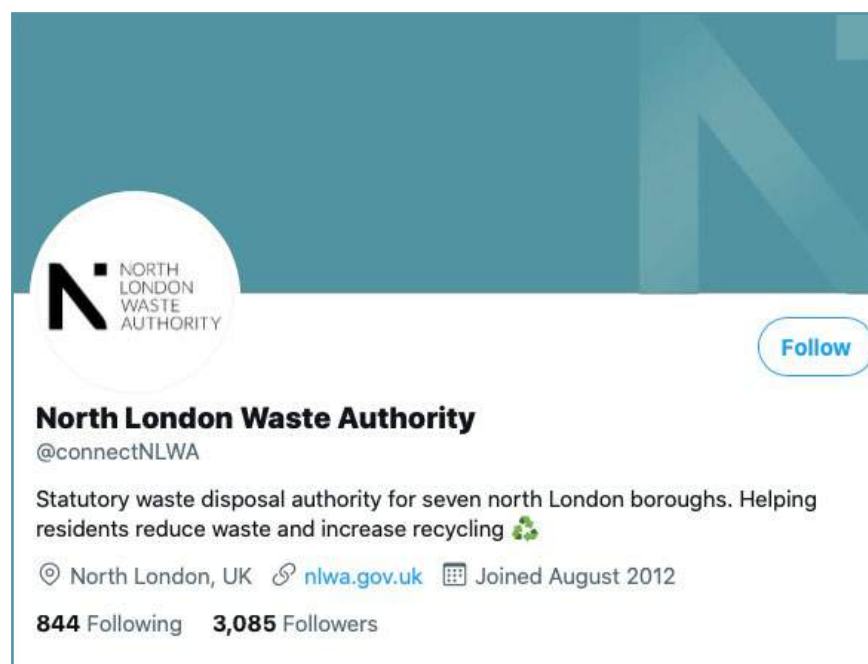 NORTH
LONDON
WASTE
AUTHORITY
Follow
North London Waste Authority
@connectNLWA
Statutory waste disposal authority for seven north London boroughs. Helping
residents reduce waste and increase recycling ♻️
North London, UK nlwa.gov.uk Joined August 2012
844 Following 3,085 Followers